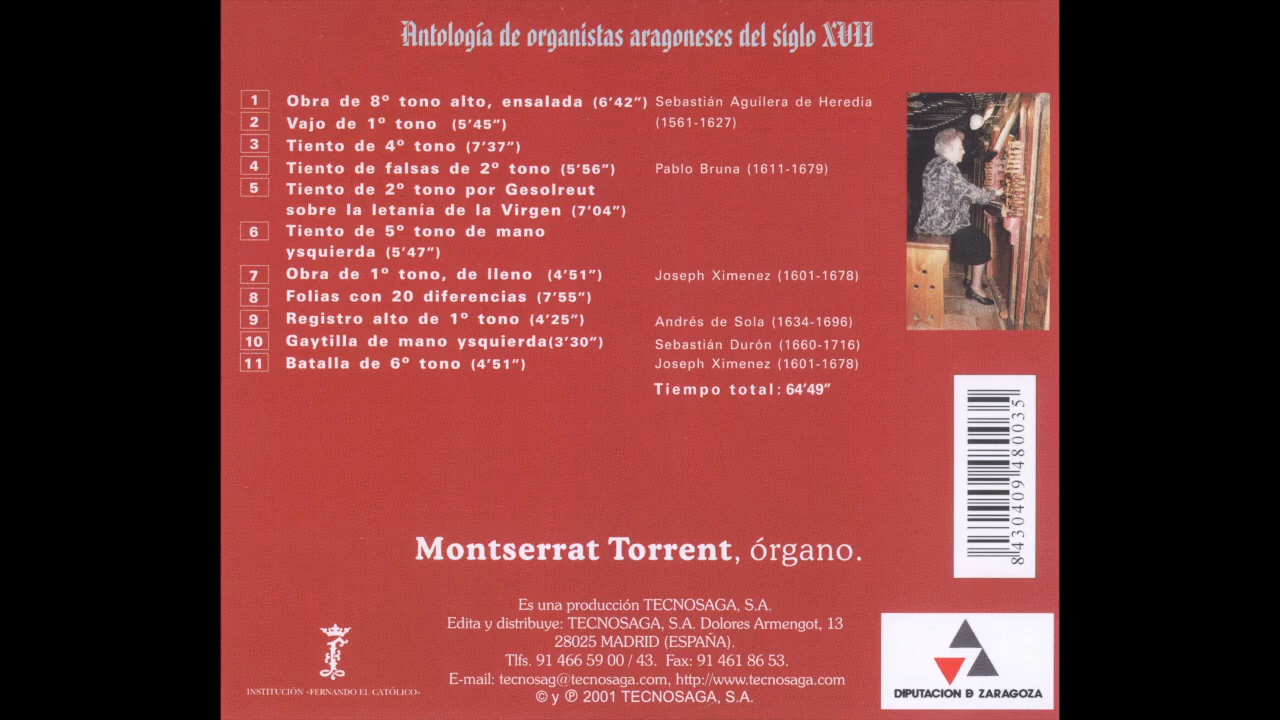 Antología de organistas aragoneses del siglo XVII
1 Obra de 8º tono alto, ensalada (6'42") Sebastián Aguilera de Heredia
2 Vajo de 1º tono (5'45") (1561-1627)
3 Tiento de 4º tono (7'37")
4 Tiento de falsas de 2º tono (5'56") Pablo Bruna (1611-1679)
5 Tiento de 2º tono por Gesolreut
sobre la letanía de la Virgen (7'04")
6 Tiento de 5º tono de mano
ysquierda (5'47")
7 Obra de 1º tono, de lleno (4'51") Joseph Ximenez (1601-1678)
8 Folias con 20 diferencias (7'55")
9 Registro alto de 1º tono (4'25") Andrés de Sola (1634-1696)
10 Gaytilla de mano ysquierda(3'30") Sebastián Durón (1660-1716)
11 Batalla de 6º tono (4'51") Joseph Ximenez (1601-1678)
Tiempo total: 64'49"
8430409480035
Montserrat Torrent, órgano.
Es una producción TECNOSAGA, S.A.
Edita y distribuye: TECNOSAGA, S.A. Dolores Armengot, 13
28025 MADRID (ESPAÑA).
Tlfs. 91 466 59 00 / 43. Fax: 91 461 86 53.
E-mail: tecnosag@tecnosaga.com, http://www.tecnosaga.com
© y ℗ 2001 TECNOSAGA, S.A.
INSTITUCIÓN «FERNANDO EL CATÓLICO»
DIPUTACION D ZARAGOZA